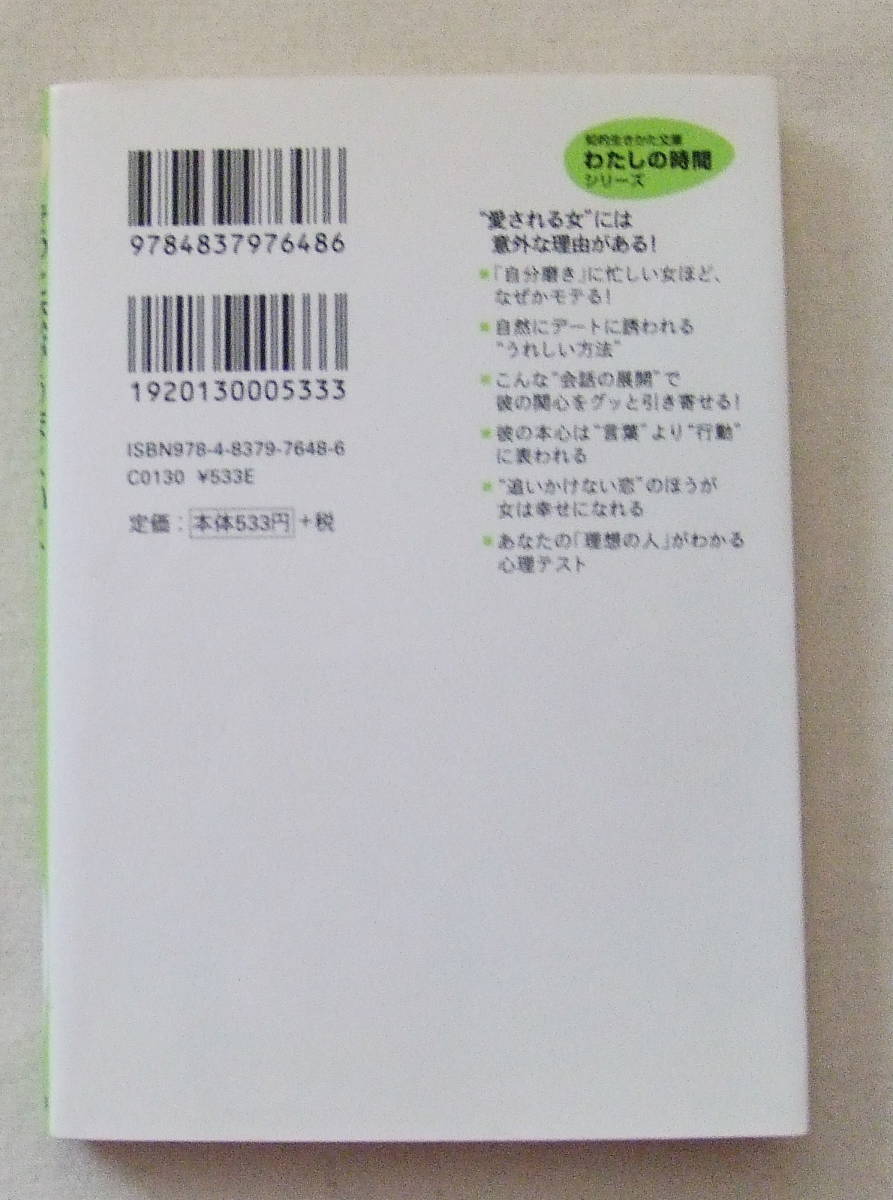 9784837976486
1920130005333
ISBN978-4-8379-7648-6
C0130 ¥533E
定価：本体533円+税
知的生きかた文庫
わたしの時間
シリーズ
“愛される女”には
意外な理由がある！
■「自分磨き」に忙しい女ほど、
なぜかモテる！
■自然にデートに誘われる
“うれしい方法”
■こんな“会話の展開”で
彼の関心をグッと引き寄せる！
■彼の本心は“言葉”より“行動”
に表われる
■“追いかけない恋”のほうが
女は幸せになれる
■あなたの「理想の人」がわかる
心理テスト